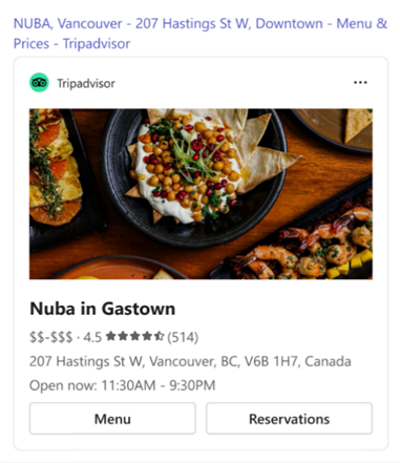 NUBA, Vancouver - 207 Hastings St W, Downtown - Menu &
Prices - Tripadvisor
Tripadvisor
Nuba in Gastown
$$-$$$ · 4.5 ★★★★⯪ (514)
207 Hastings St W, Vancouver, BC, V6B 1H7, Canada
Open now: 11:30AM - 9:30PM
Menu
Reservations